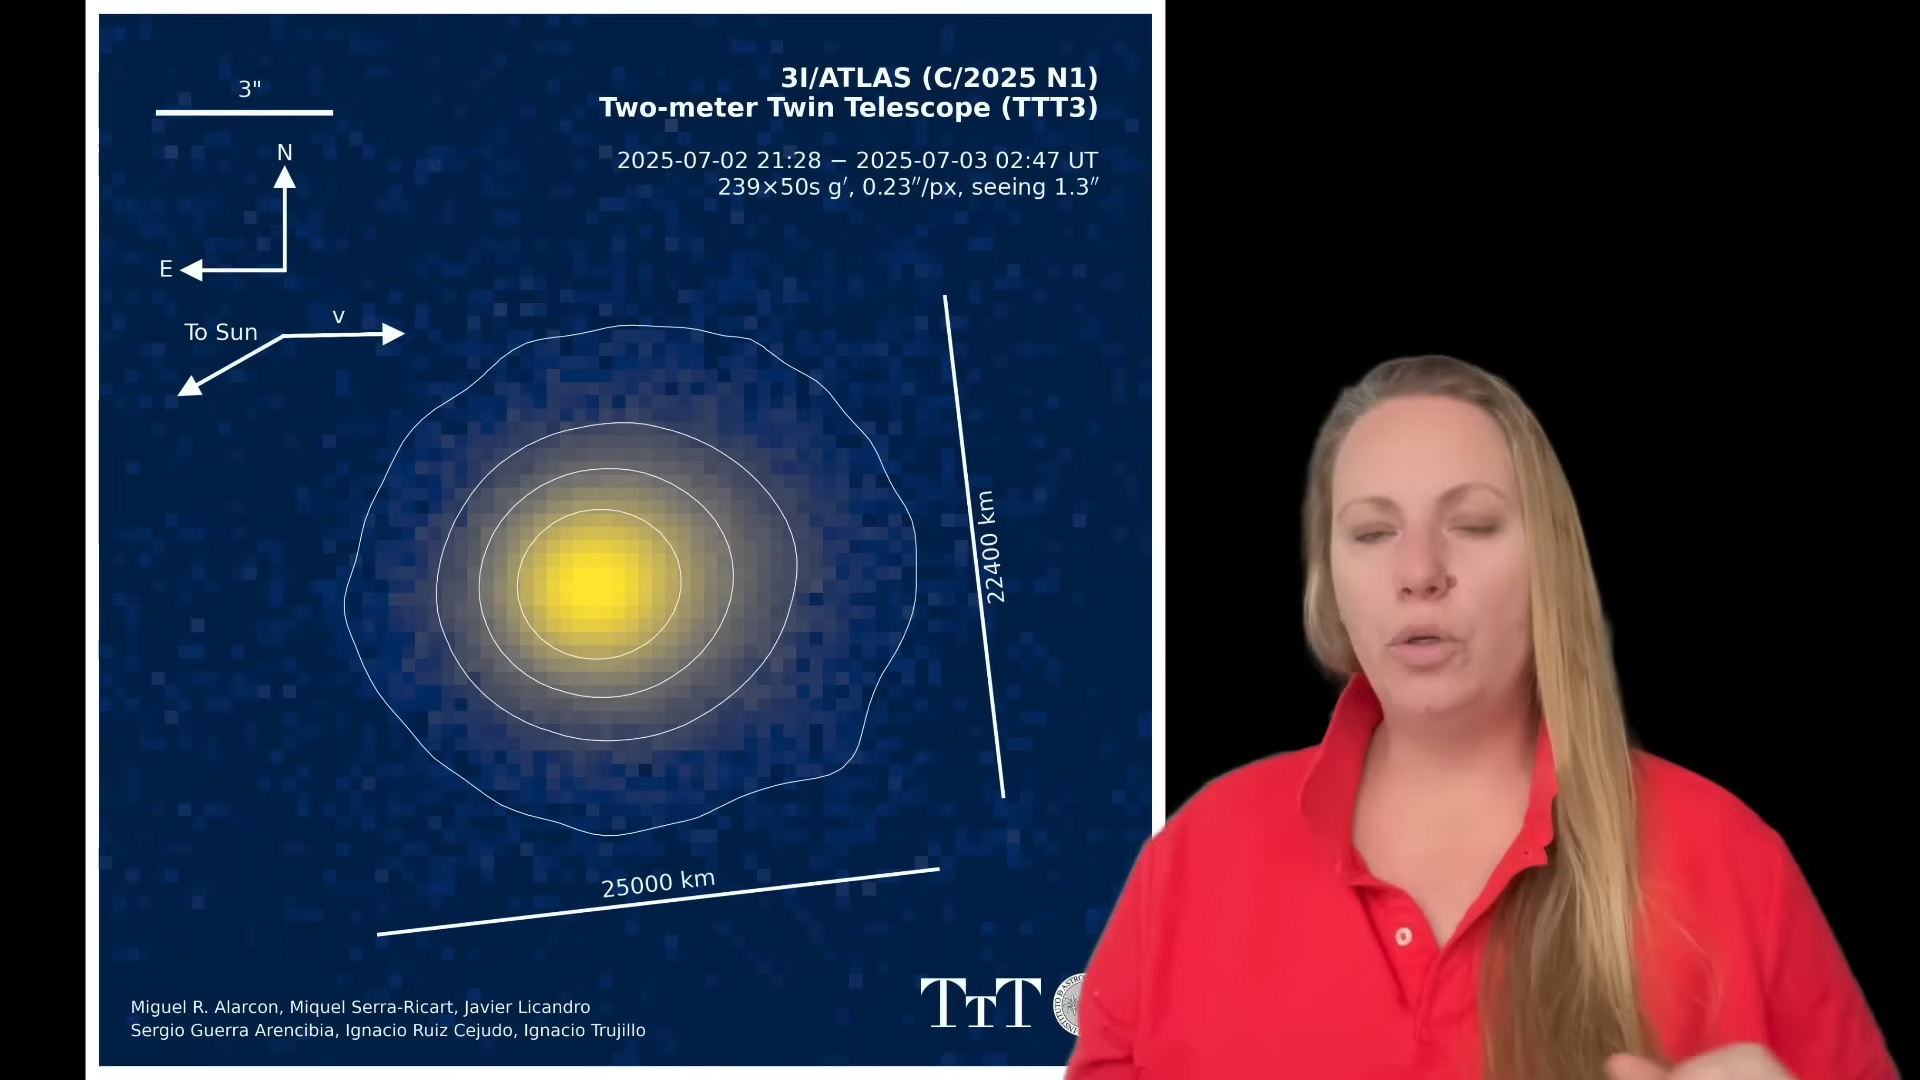 3"
3I/ATLAS (C/2025 N1)
Two-meter Twin Telescope (TTT3)
2025-07-02 21:28 − 2025-07-03 02:47 UT
239×50s g′, 0.23″/px, seeing 1.3″
N
E
To Sun
v
22400 km
25000 km
Miguel R. Alarcon, Miquel Serra-Ricart, Javier Licandro
Sergio Guerra Arencibia, Ignacio Ruiz Cejudo, Ignacio Trujillo
TTT